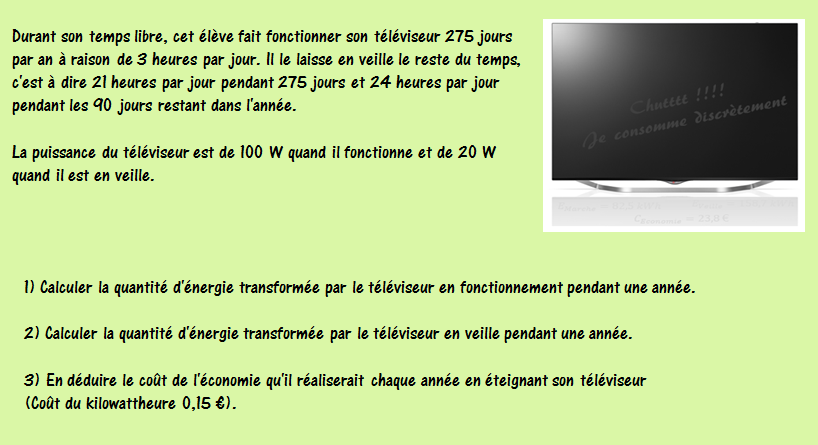 Durant son temps libre, cet élève fait fonctionner son téléviseur 275 jours
par an à raison de 3 heures par jour. Il le laisse en veille le reste du temps,
c'est à dire 21 heures par jour pendant 275 jours et 24 heures par jour
pendant les 90 jours restant dans l'année.
La puissance du téléviseur est de 100 W quand il fonctionne et de 20 W
quand il est en veille.
Chutttt !!!!
Je consomme discrètement
1) Calculer la quantité d'énergie transformée par le téléviseur en fonctionnement pendant une année.
2) Calculer la quantité d'énergie transformée par le téléviseur en veille pendant une année.
3) En déduire le coût de l'économie qu'il réaliserait chaque année en éteignant son téléviseur
(Coût du kilowattheure 0,15 €).